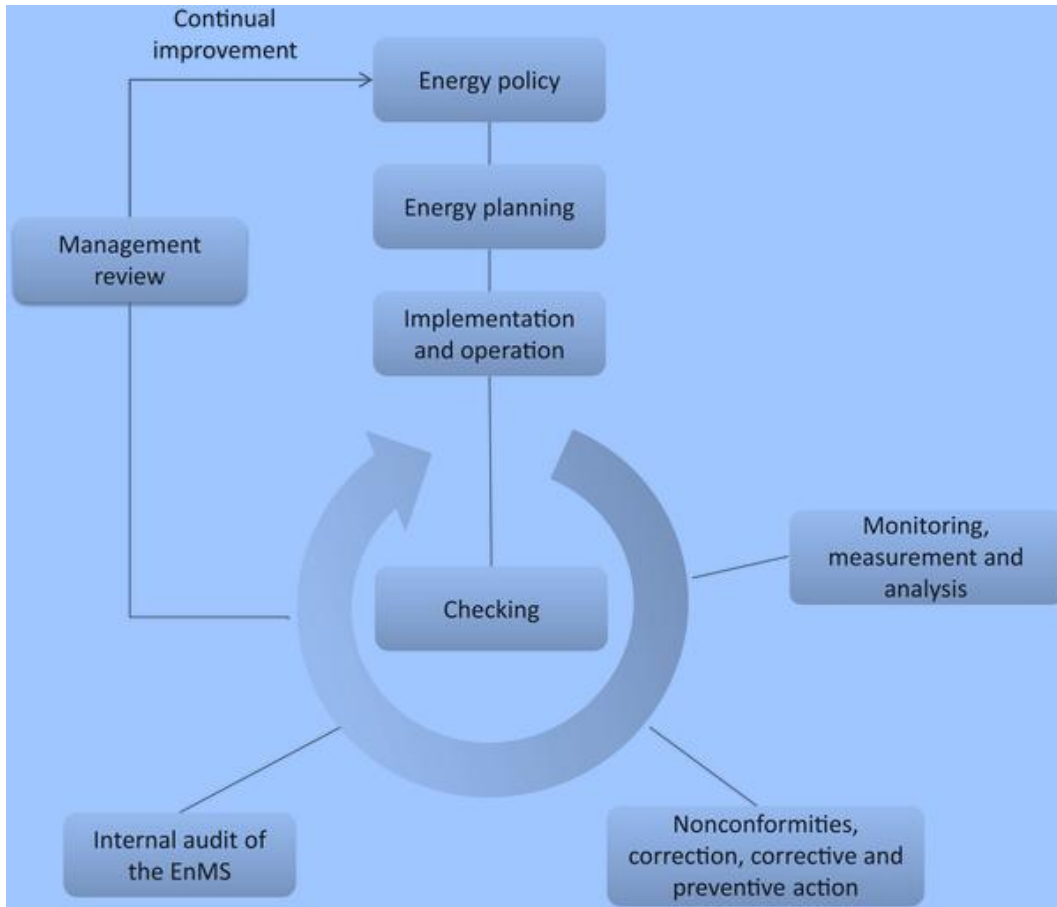 Continual
improvement
Energy policy
Energy planning
Management
review
Implementation
and operation
Monitoring,
measurement and
analysis
Checking
Internal audit of
the EnMS
Nonconformities,
correction, corrective and
preventive action